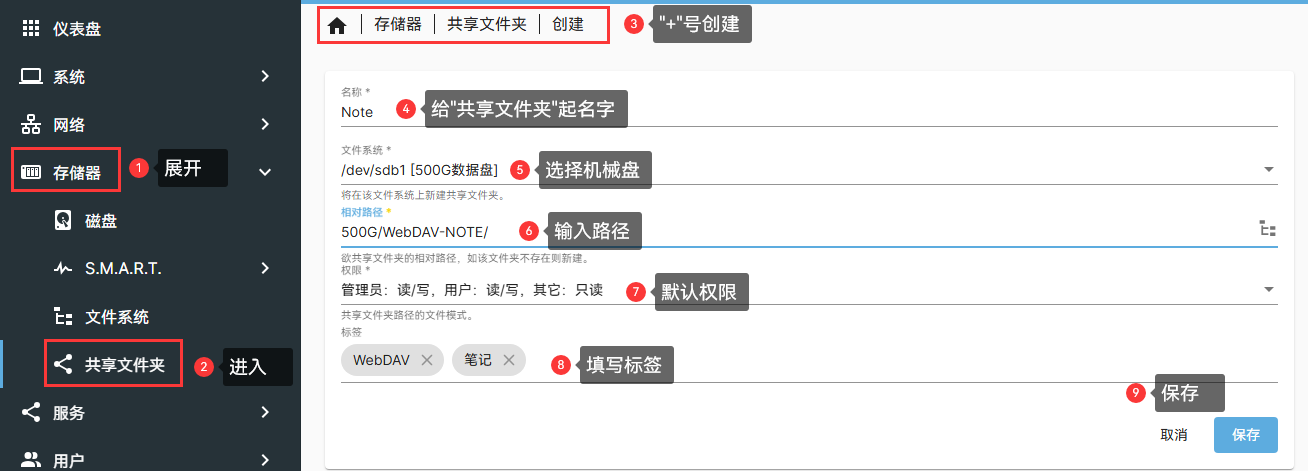 仪表盘
系统
网络
存储器
1 展开
磁盘
S.M.A.R.T.
文件系统
共享文件夹
2 进入
服务
用户
存储器 | 共享文件夹 | 创建
3 "+"号创建
名称 *
Note
4 给"共享文件夹"起名字
文件系统 *
/dev/sdb1 [500G数据盘]
5 选择机械盘
将在该文件系统上新建共享文件夹。
相对路径 *
500G/WebDAV-NOTE/
6 输入路径
欲共享文件夹的相对路径，如该文件夹不存在则新建。
权限 *
管理员：读/写，用户：读/写，其它：只读
7 默认权限
共享文件夹路径的文件模式。
标签
WebDAV
笔记
8 填写标签
9 保存
取消
保存